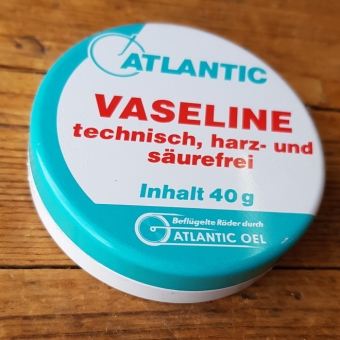 ATLANTIC
VASELINE
technisch, harz- und
säurefrei
Inhalt 40 g
Beflügelte Räder durch
ATLANTIC OEL